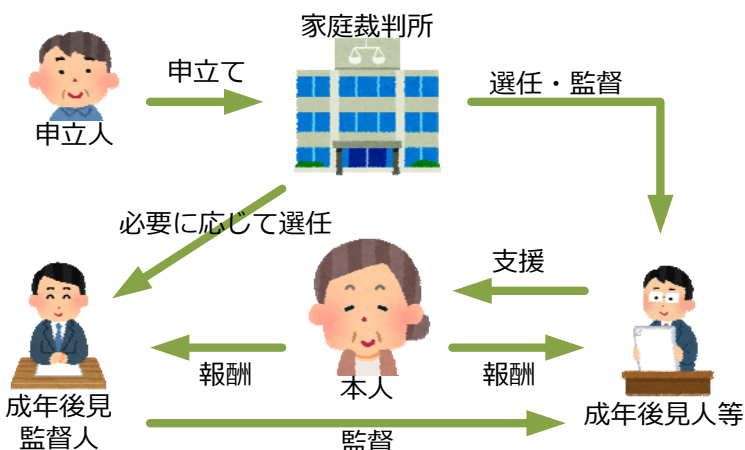 家庭裁判所
申立て
選任・監督
申立人
必要に応じて選任
支援
報酬
報酬
本人
成年後見
監督人
成年後見人等
監督